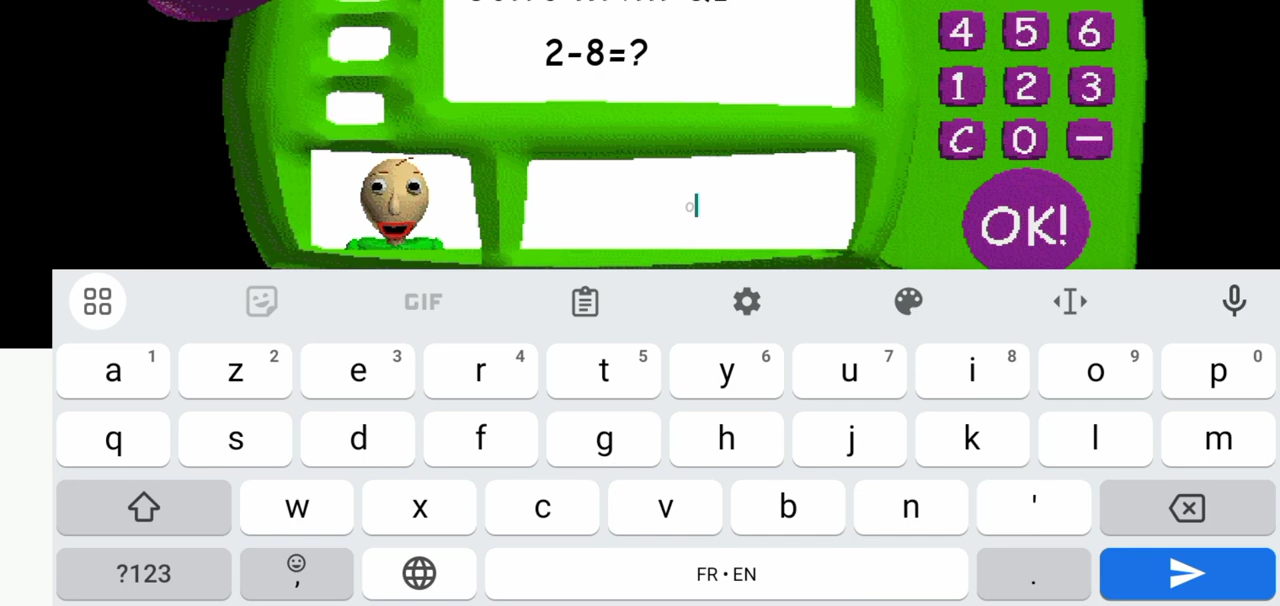 2-8=?
4 5 6
1 2 3
C 0 -
OK!
GIF
a 1 z 2 e 3 r 4 t 5 y 6 u 7 i 8 o 9 p 0
q s d f g h j k l m
w x c v b n '
?123 , FR • EN .